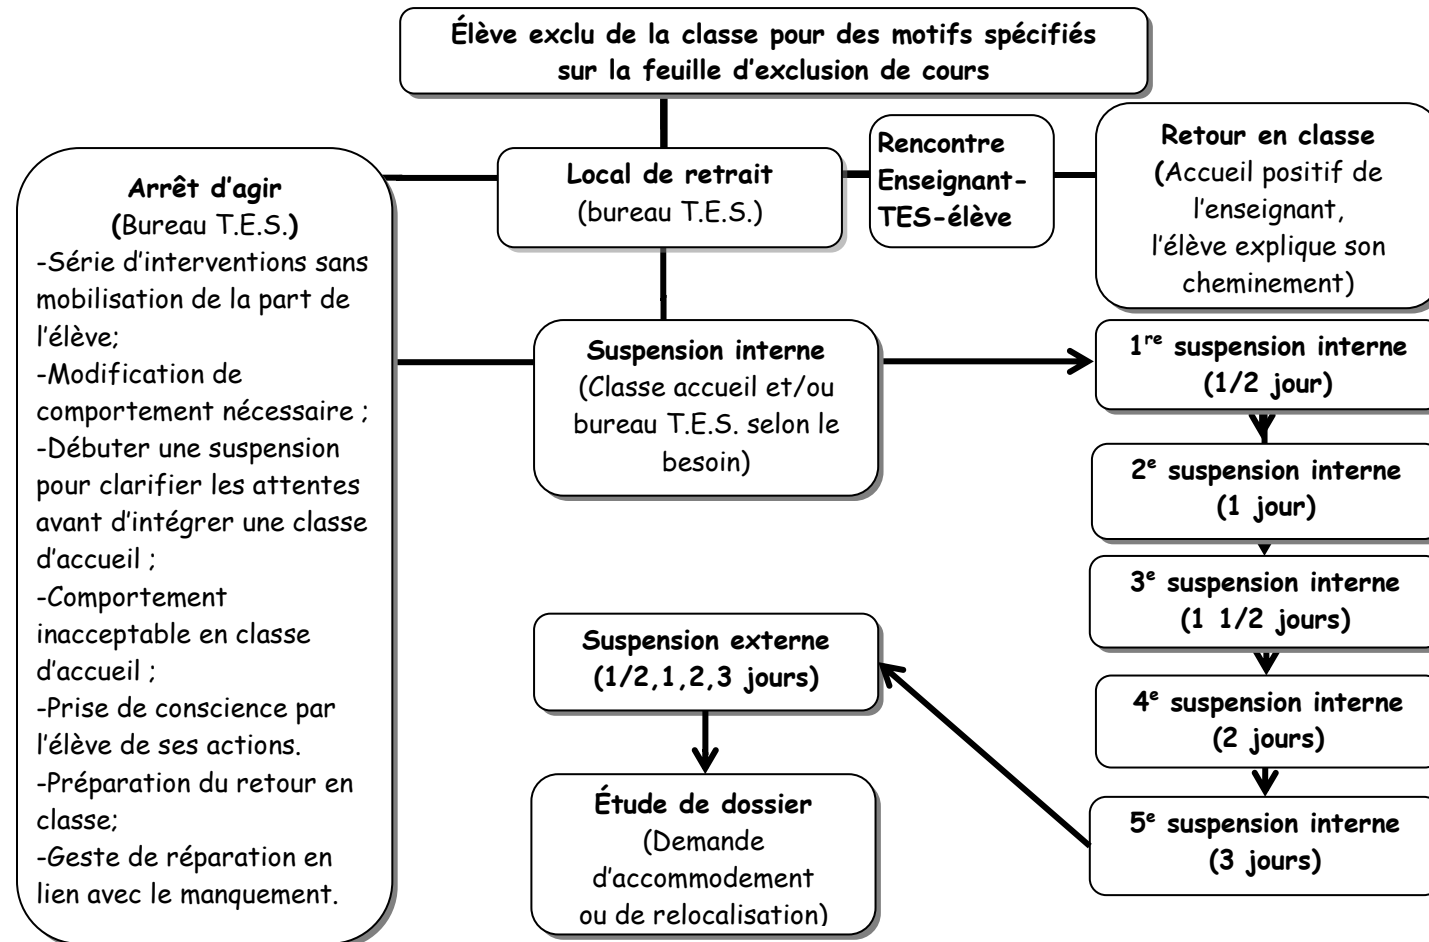 Élève exclu de la classe pour des motifs spécifiés
sur la feuille d'exclusion de cours
Arrêt d'agir
(Bureau T.E.S.)
-Série d'interventions sans
mobilisation de la part de
l'élève;
-Modification de
comportement nécessaire ;
-Débuter une suspension
pour clarifier les attentes
avant d'intégrer une classe
d'accueil ;
-Comportement
inacceptable en classe
d'accueil ;
-Prise de conscience par
l'élève de ses actions.
-Préparation du retour en
classe;
-Geste de réparation en
lien avec le manquement.
Local de retrait
(bureau T.E.S.)
Rencontre
Enseignant-
TES-élève
Retour en classe
(Accueil positif de
l'enseignant,
l'élève explique son
cheminement)
Suspension interne
(Classe accueil et/ou
bureau T.E.S. selon le
besoin)
1re suspension interne
(1/2 jour)
2e suspension interne
(1 jour)
3e suspension interne
(1 1/2 jours)
4e suspension interne
(2 jours)
5e suspension interne
(3 jours)
Suspension externe
(1/2,1,2,3 jours)
Étude de dossier
(Demande
d'accommodement
ou de relocalisation)